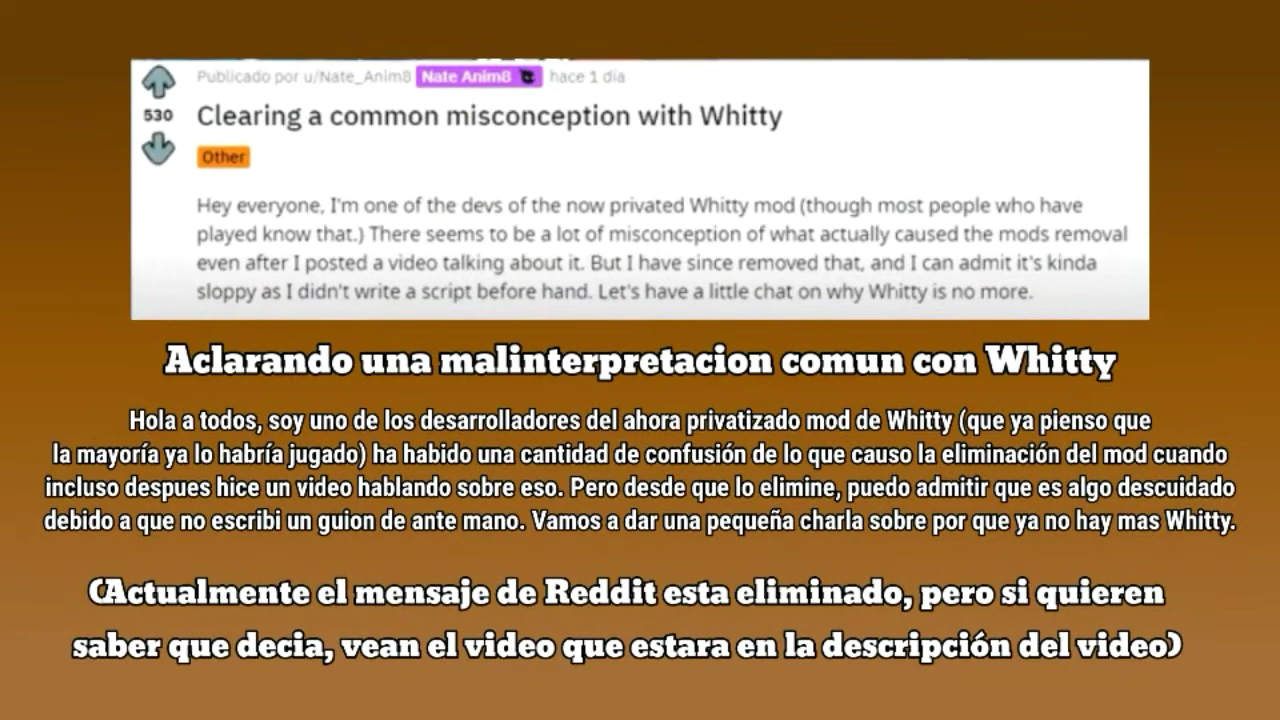 Publicado por u/Nate_Anim8 Nate Anim8 hace 1 día
530
Clearing a common misconception with Whitty
Other
Hey everyone, I'm one of the devs of the now privated Whitty mod (though most people who have
played know that.) There seems to be a lot of misconception of what actually caused the mods removal
even after I posted a video talking about it. But I have since removed that, and I can admit it's kinda
sloppy as I didn't write a script before hand. Let's have a little chat on why Whitty is no more.
Aclarando una malinterpretacion comun con Whitty
Hola a todos, soy uno de los desarrolladores del ahora privatizado mod de Whitty (que ya pienso que
la mayoría ya lo habría jugado) ha habido una cantidad de confusión de lo que causo la eliminación del mod cuando
incluso despues hice un video hablando sobre eso. Pero desde que lo elimine, puedo admitir que es algo descuidado
debido a que no escribi un guion de ante mano. Vamos a dar una pequeña charla sobre por que ya no hay mas Whitty.
(Actualmente el mensaje de Reddit esta eliminado, pero si quieren
saber que decia, vean el video que estara en la descripción del video)